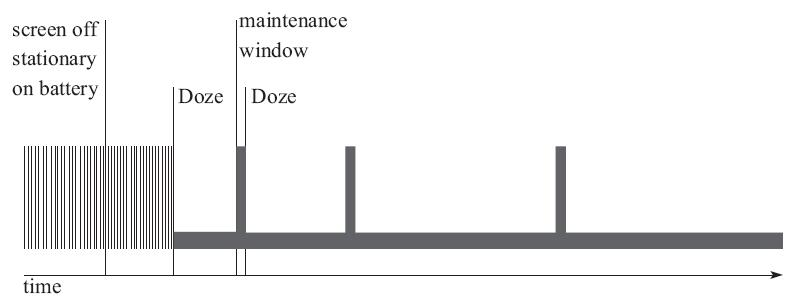 screen off
stationary
on battery
maintenance
window
Doze
Doze
time